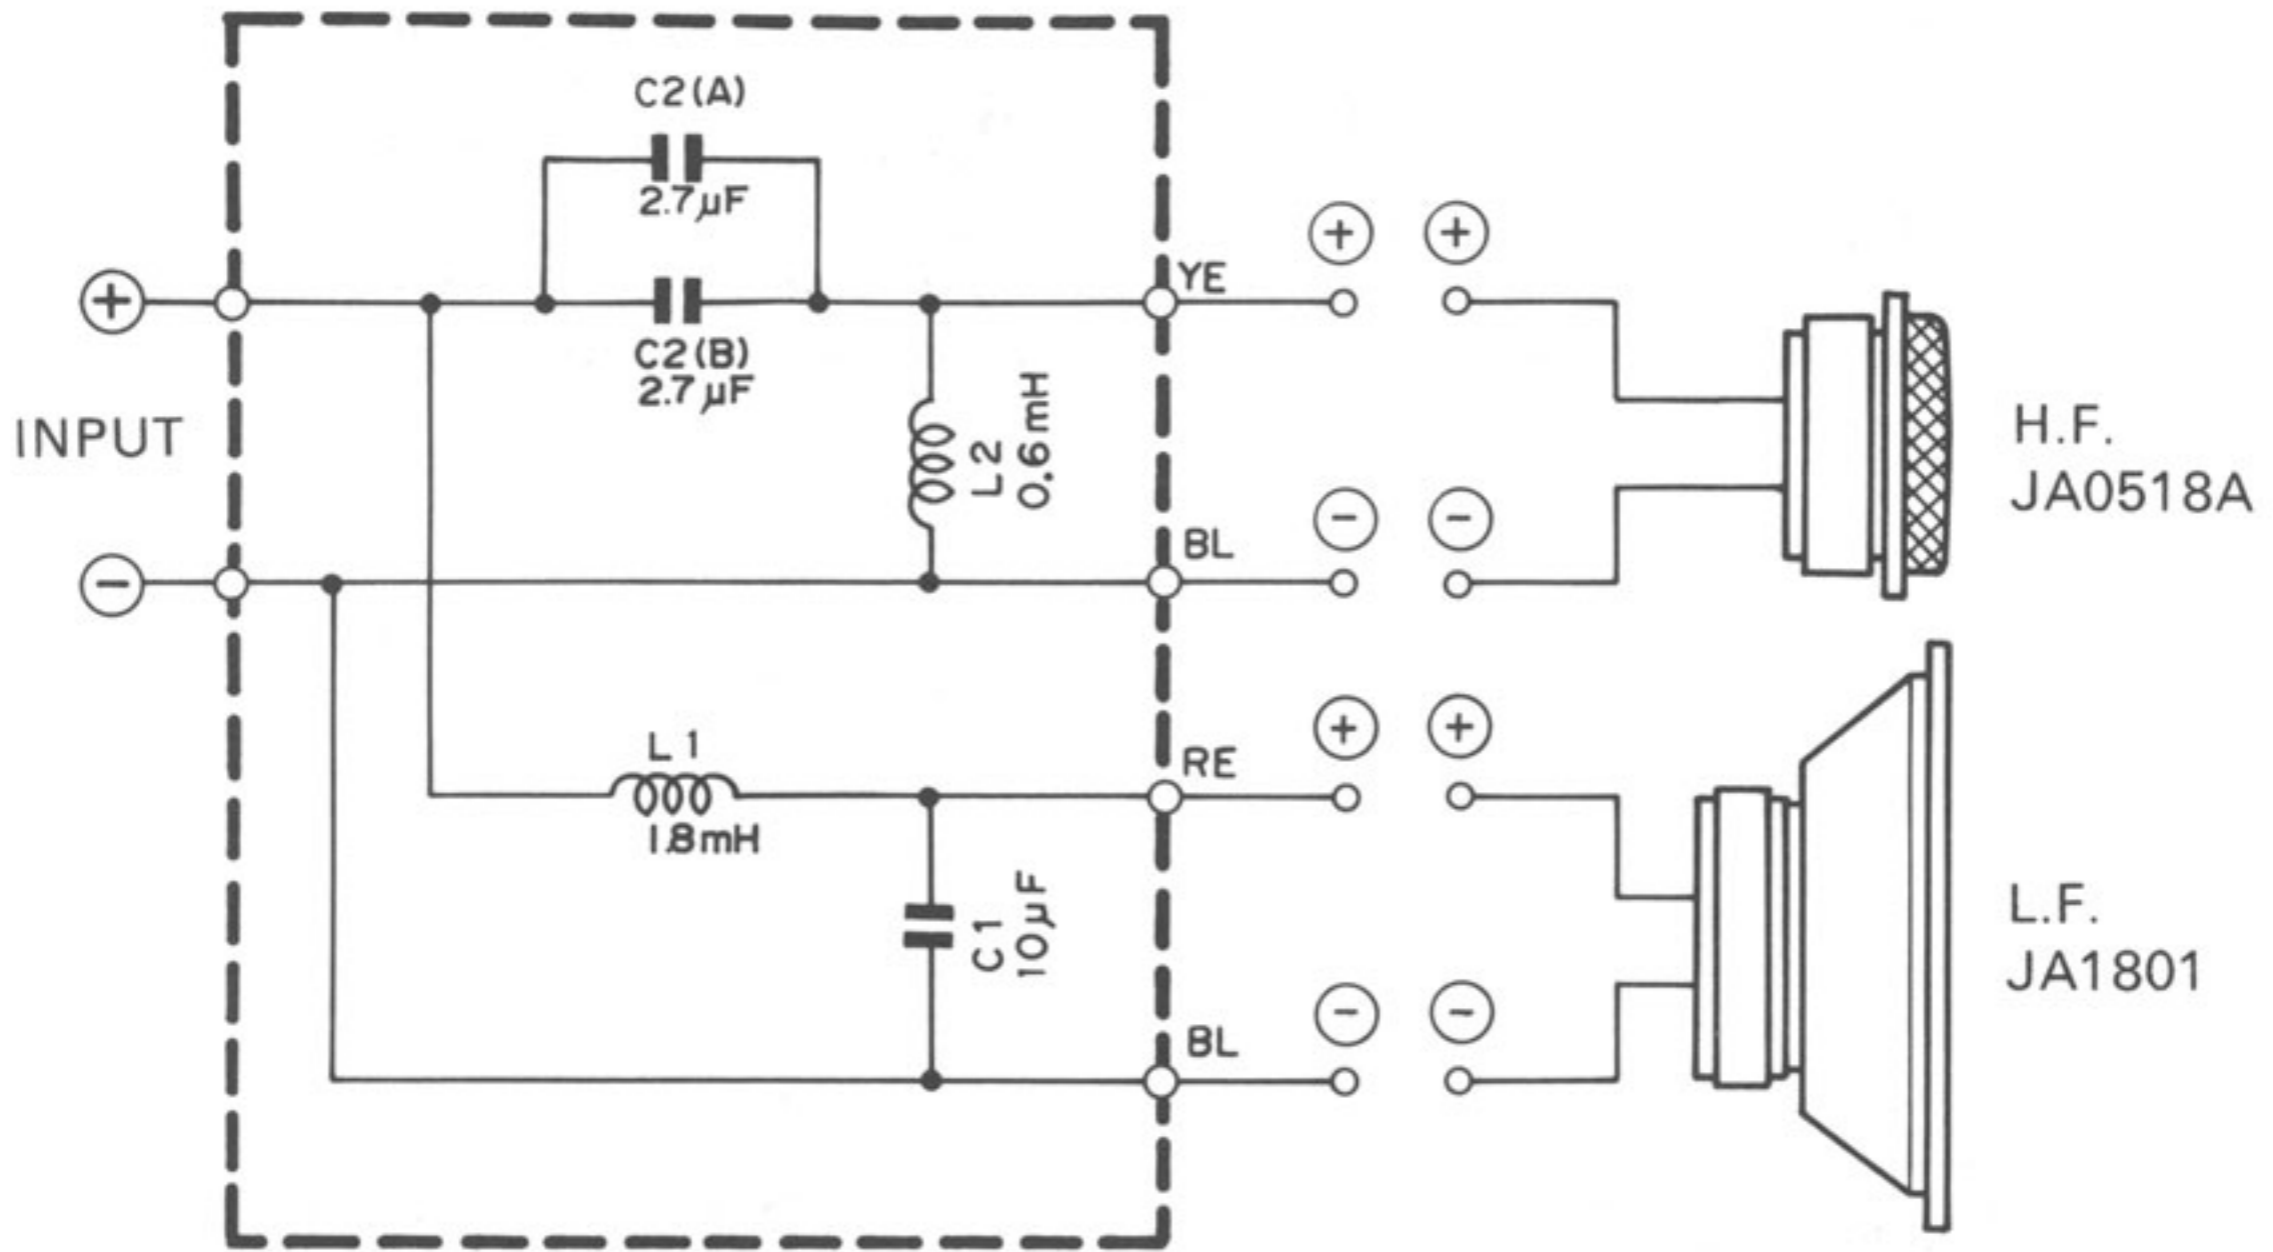 C2(A)
2.7µF
C2(B)
2.7µF
+
−
INPUT
L2
0.6mH
YE
BL
+
+
−
−
H.F.
JA0518A
L1
1.8mH
C1
10µF
RE
BL
+
+
−
−
L.F.
JA1801